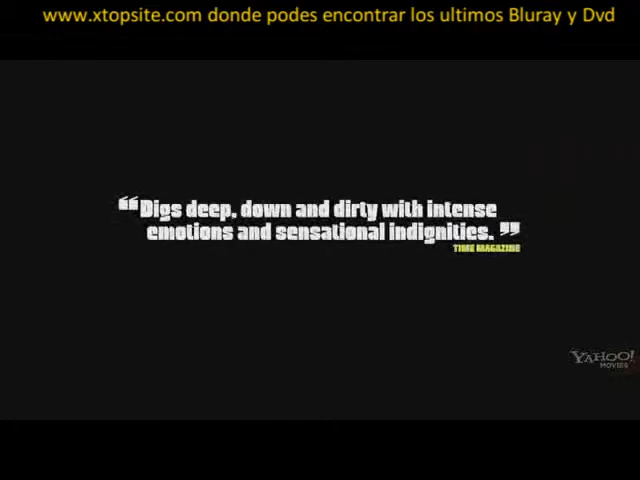 www.xtopsite.com donde podes encontrar los ultimos Bluray y Dvd
“Digs deep, down and dirty with intense
emotions and sensational indignities.”
TIME MAGAZINE
YAHOO!
MOVIES